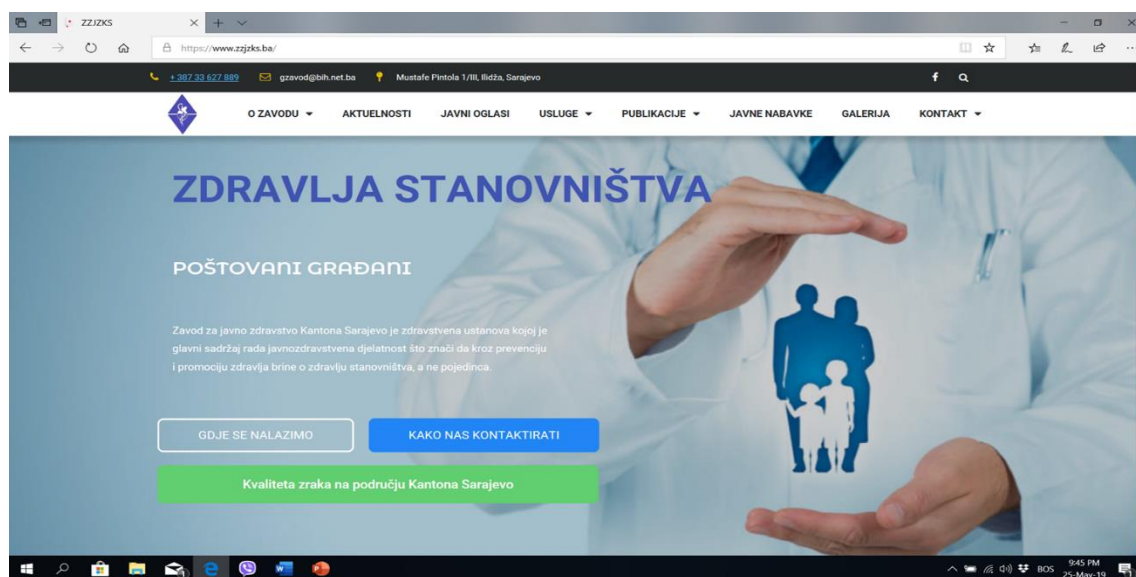 ZZJZKS
https://www.zzjzks.ba/
+ 387 33 627 889 gzavod@bih.net.ba Mustafe Pintola 1/III, Ilidža, Sarajevo
O ZAVODU AKTUELNOSTI JAVNI OGLASI USLUGE PUBLIKACIJE JAVNE NABAVKE GALERIJA KONTAKT
ZDRAVLJA STANOVNIŠTVA
POŠTOVANI GRAĐANI
Zavod za javno zdravstvo Kantona Sarajevo je zdravstvena ustanova kojoj je
glavni sadržaj rada javnozdravstvena djelatnost što znači da kroz prevenciju
i promociju zdravlja brine o zdravlju stanovništva, a ne pojedinca.
GDJE SE NALAZIMO KAKO NAS KONTAKTIRATI
Kvaliteta zraka na području Kantona Sarajevo
BOS 9:45 PM
25-May-19